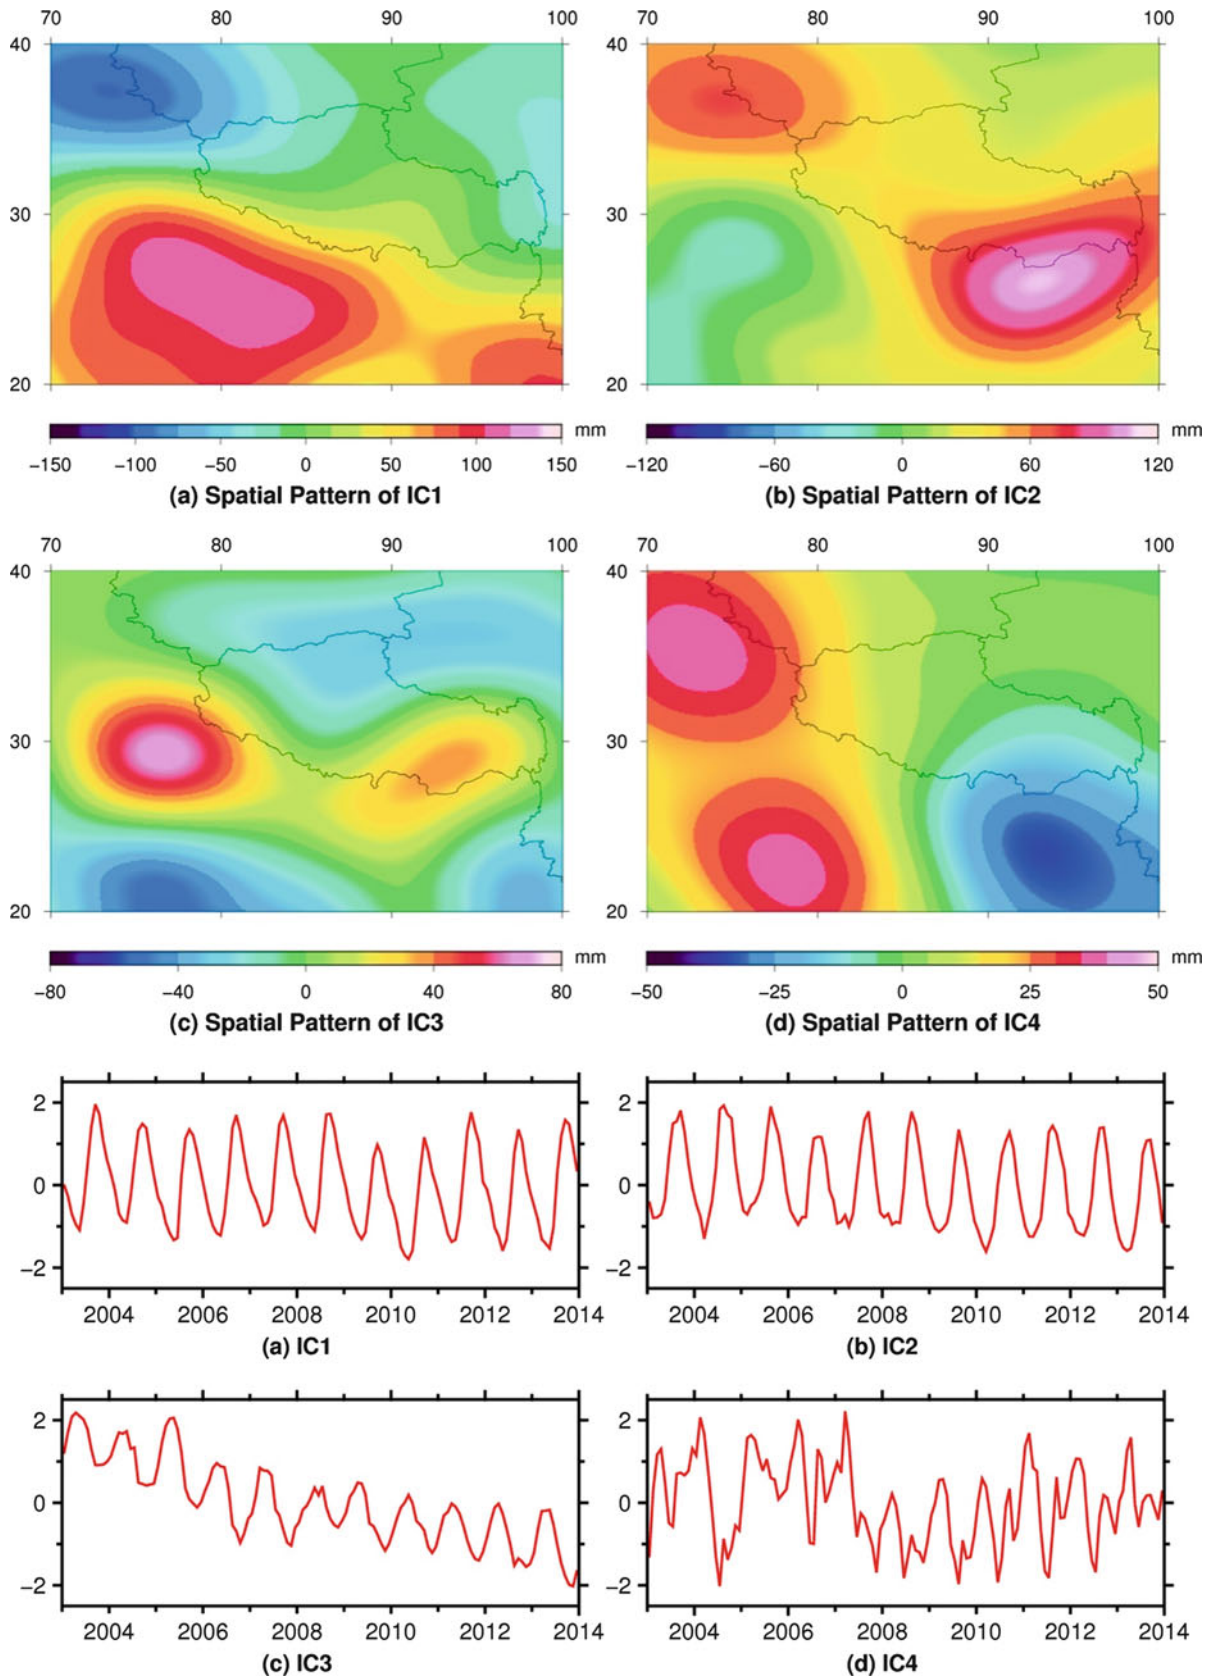 70 80 90 100 70 80 90 100
40 40
30 30
20 20
mm mm
−150 −100 −50 0 50 100 150 −120 −60 0 60 120
(a) Spatial Pattern of IC1 (b) Spatial Pattern of IC2
70 80 90 100 70 80 90 100
40 40
30 30
20 20
mm mm
−80 −40 0 40 80 −50 −25 0 25 50
(c) Spatial Pattern of IC3 (d) Spatial Pattern of IC4
2 2
0 0
−2 −2
2004 2006 2008 2010 2012 2014 2004 2006 2008 2010 2012 2014
(a) IC1 (b) IC2
2 2
0 0
−2 −2
2004 2006 2008 2010 2012 2014 2004 2006 2008 2010 2012 2014
(c) IC3 (d) IC4